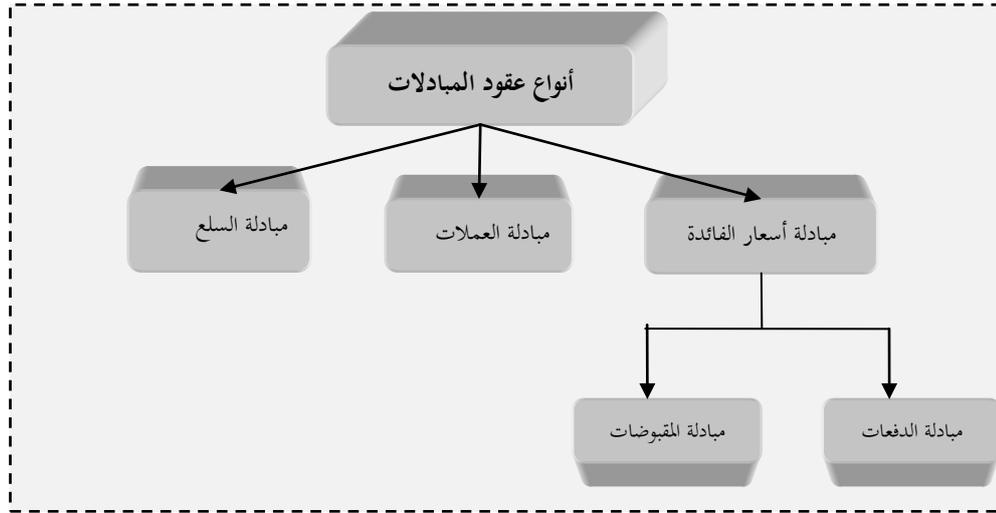 أنواع عقود المبادلات
مبادلة أسعار الفائدة
مبادلة العملات
مبادلة السلع
مبادلة الدفعات
مبادلة المقبوضات